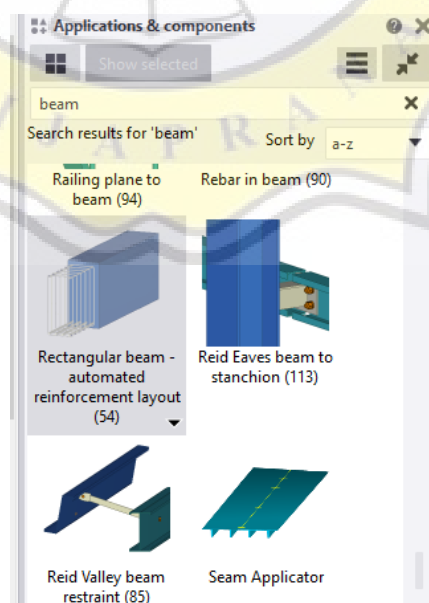 Applications & components
Show selected
beam
Search results for 'beam'
Sort by a-z
Railing plane to
beam (94)
Rebar in beam (90)
Rectangular beam -
automated
reinforcement layout
(54)
Reid Eaves beam to
stanchion (113)
Reid Valley beam
restraint (85)
Seam Applicator